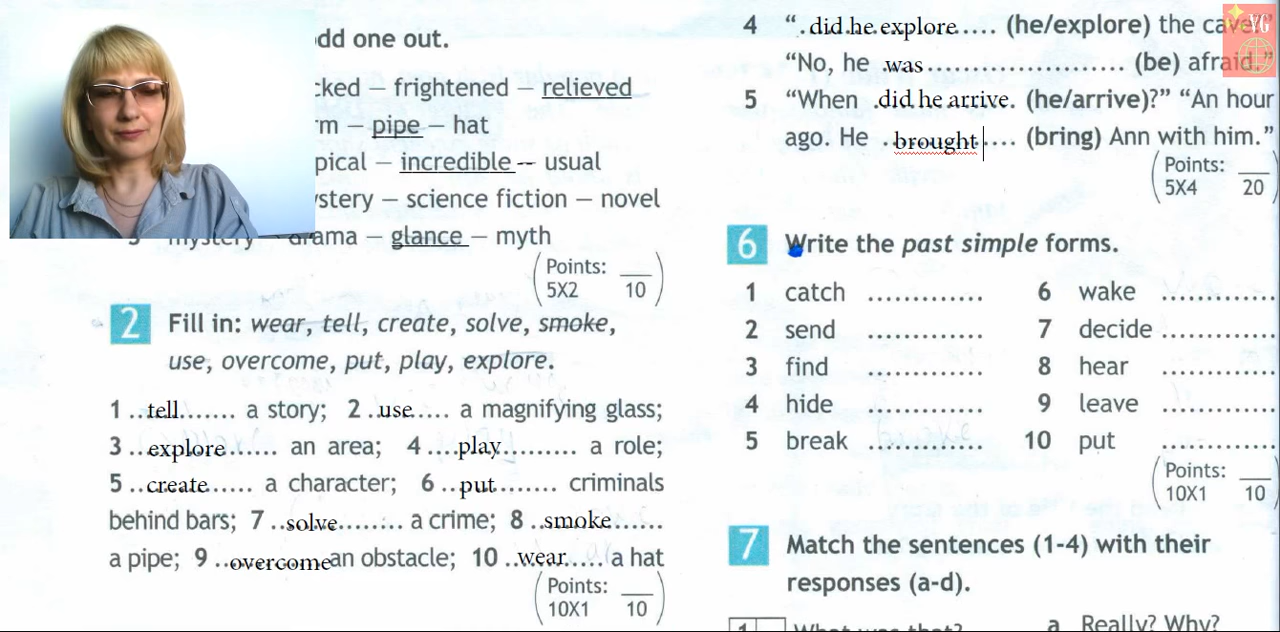 dd one out.
cked – frightened – relieved
rm – pipe – hat
pical – incredible -- usual
stery – science fiction – novel
mystery – drama – glance – myth
Points:
5X2 10
2 Fill in: wear, tell, create, solve, smoke,
use, overcome, put, play, explore.
1 ..tell....... a story; 2 ..use.... a magnifying glass;
3 ...explore...... an area; 4 ....play.......... a role;
5 ..create...... a character; 6 ..put........ criminals
behind bars; 7 ..solve........ a crime; 8 ..smoke......
a pipe; 9 ..overcome an obstacle; 10 ..wear..... a hat
Points:
10X1 10
4 “ .did he explore..... (he/explore) the cave?”
“No, he .was........................ (be) afraid.”
5 “When .did he arrive. (he/arrive)?” “An hour
ago. He ..brought.... (bring) Ann with him.”
Points:
5X4 20
6 Write the past simple forms.
1 catch ............. 6 wake ............
2 send ............. 7 decide ............
3 find ............. 8 hear ............
4 hide ............. 9 leave ............
5 break ............. 10 put ............
Points:
10X1 10
7 Match the sentences (1-4) with their
responses (a-d).
1 What was that? a Really? Why?
VG